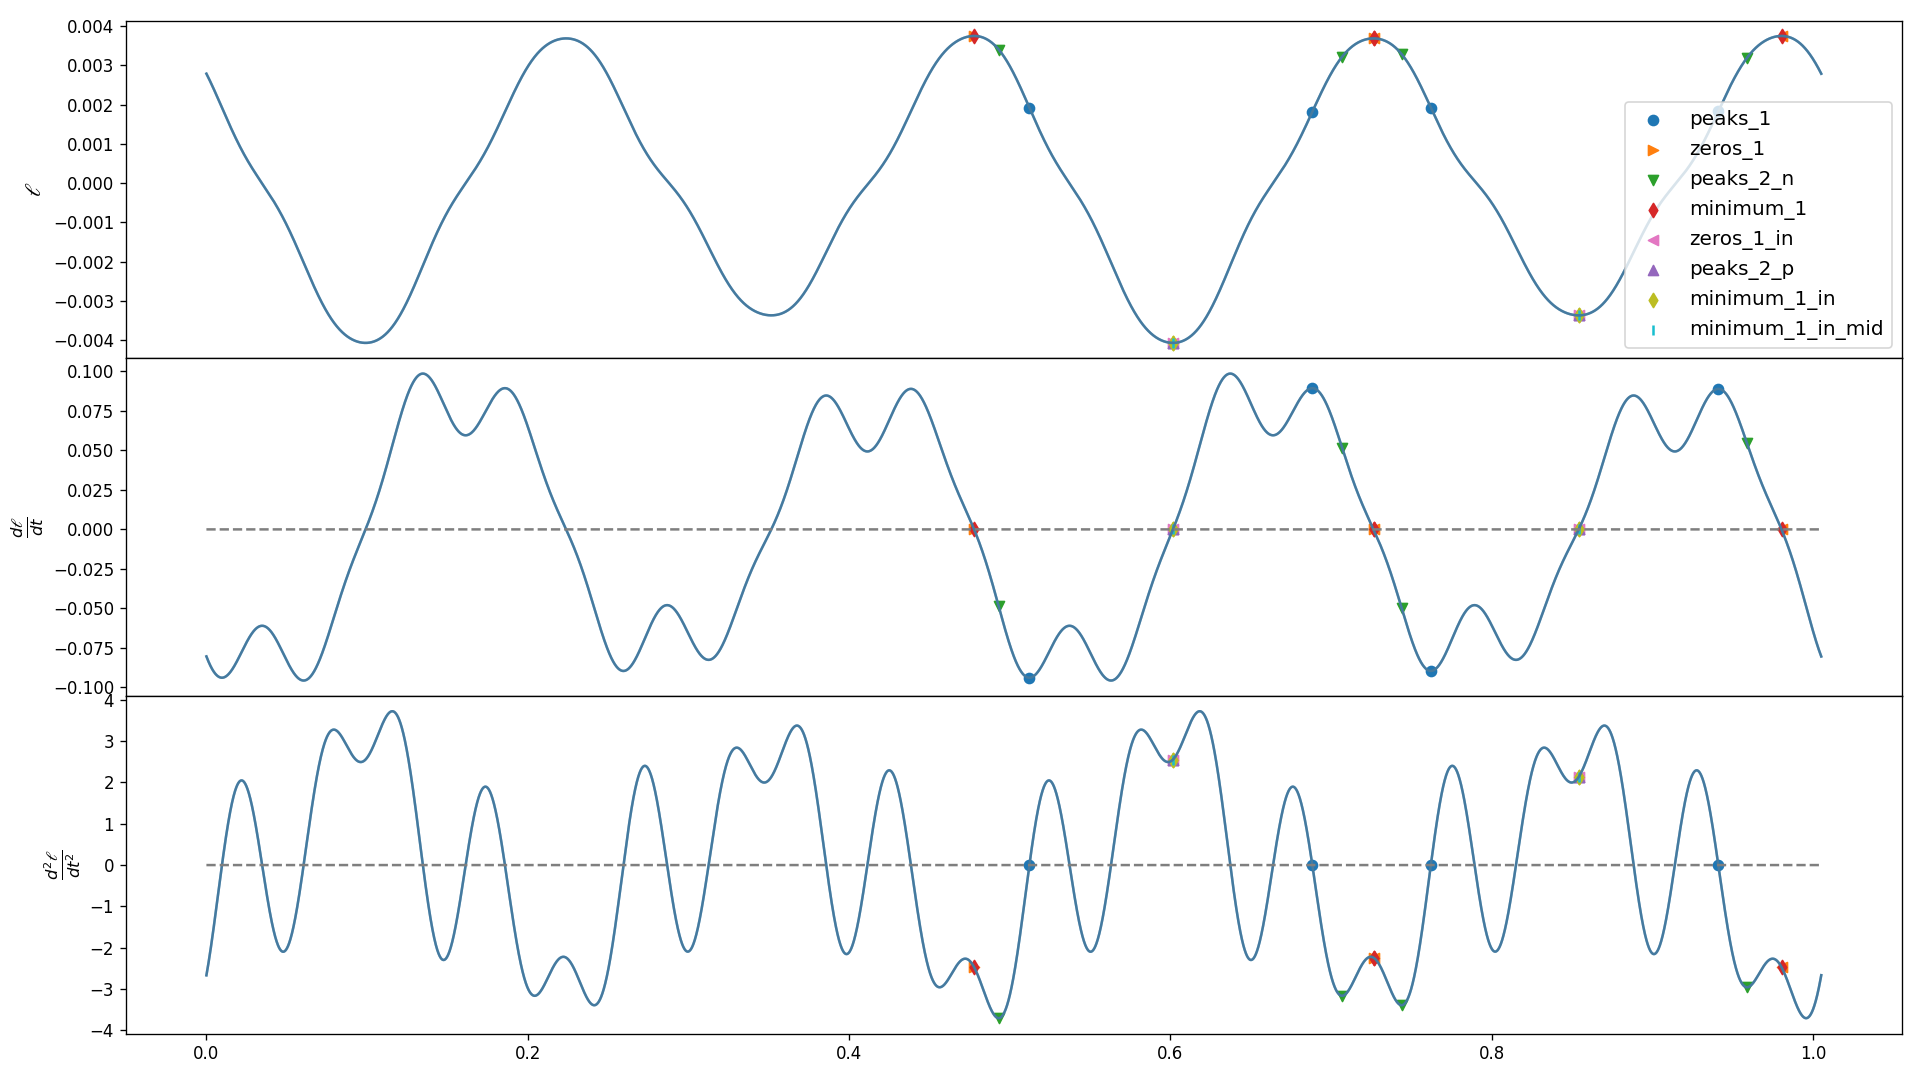 0.004
0.003
0.002
0.001
0.000
−0.001
−0.002
−0.003
−0.004
ℓ
peaks_1
zeros_1
peaks_2_n
minimum_1
zeros_1_in
peaks_2_p
minimum_1_in
minimum_1_in_mid
0.100
0.075
0.050
0.025
0.000
−0.025
−0.050
−0.075
−0.100
dℓ/dt
4
3
2
1
0
−1
−2
−3
−4
d²ℓ/dt²
0.0 0.2 0.4 0.6 0.8 1.0